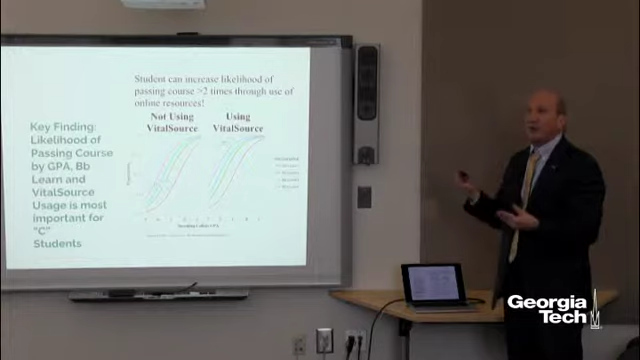 Student can increase likelihood of
passing course >2 times through use of
online resources!
Not Using
VitalSource
Using
VitalSource
Key Finding:
Likelihood of
Passing Course
by GPA, Bb
Learn and
VitalSource
Usage is most
important for
"C"
Students
Georgia
Tech